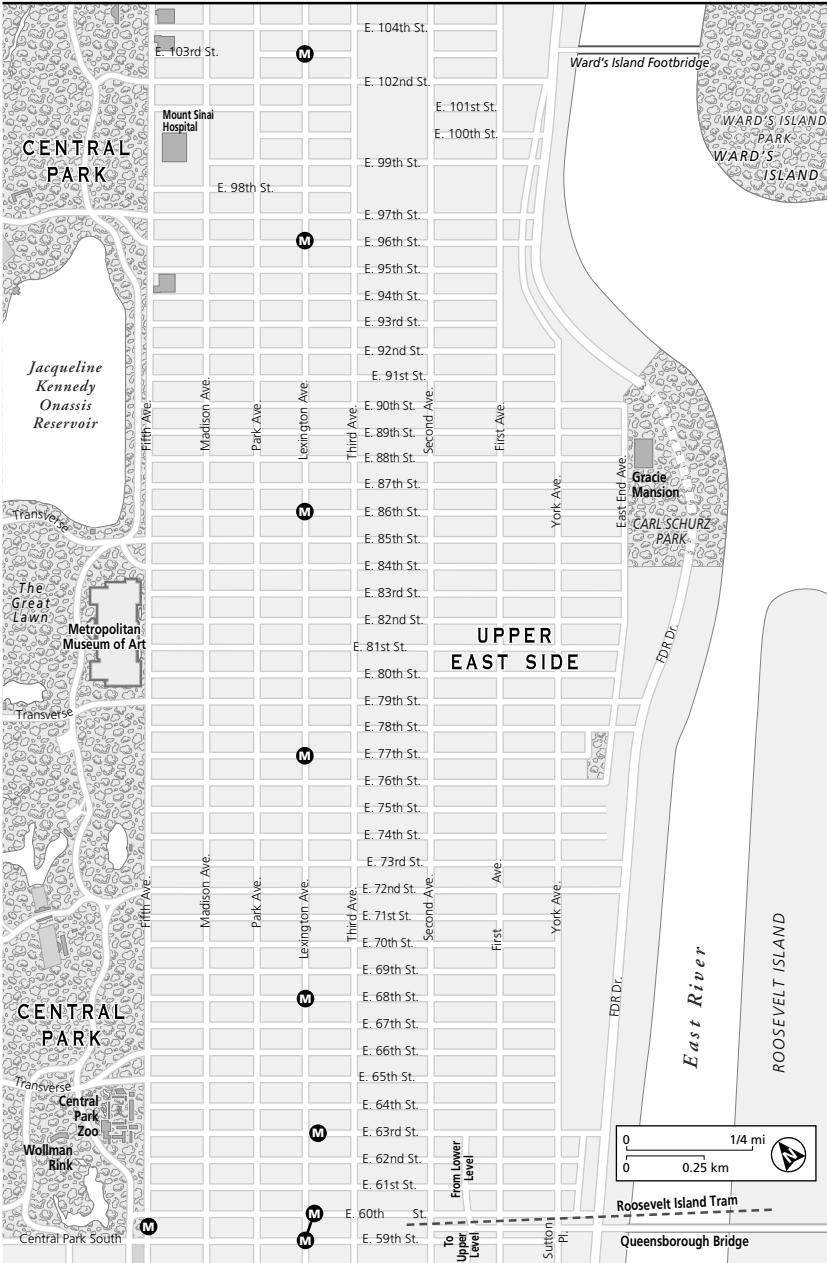 E. 104th St.
E. 103rd St.
M
Ward's Island Footbridge
E. 102nd St.
E. 101st St.
Mount Sinai
Hospital
E. 100th St.
WARD'S ISLAND
PARK
WARD'S
ISLAND
CENTRAL
PARK
E. 99th St.
E. 98th St.
E. 97th St.
M
E. 96th St.
E. 95th St.
E. 94th St.
E. 93rd St.
E. 92nd St.
E. 91st St.
Jacqueline
Kennedy
Onassis
Reservoir
Fifth Ave.
Madison Ave.
Park Ave.
Lexington Ave.
Third Ave.
Second Ave.
First Ave.
E. 90th St.
E. 89th St.
E. 88th St.
E. 87th St.
York Ave.
East End Ave.
Gracie
Mansion
Transverse
M
E. 86th St.
CARL SCHURZ
PARK
E. 85th St.
E. 84th St.
The
Great
Lawn
E. 83rd St.
E. 82nd St.
Metropolitan
Museum of Art
E. 81st St.
UPPER
EAST SIDE
FDR Dr.
E. 80th St.
E. 79th St.
Transverse
E. 78th St.
M
E. 77th St.
E. 76th St.
E. 75th St.
E. 74th St.
E. 73rd St.
Fifth Ave.
Madison Ave.
Park Ave.
Lexington Ave.
Third Ave.
Second Ave.
First Ave.
York Ave.
E. 72nd St.
E. 71st St.
E. 70th St.
E. 69th St.
M
E. 68th St.
FDR Dr.
East River
ROOSEVELT ISLAND
CENTRAL
PARK
E. 67th St.
E. 66th St.
E. 65th St.
Transverse
Central
Park
Zoo
E. 64th St.
M
E. 63rd St.
Wollman
Rink
E. 62nd St.
From Lower
Level
E. 61st St.
0 1/4 mi
0 0.25 km
N
Roosevelt Island Tram
M
E. 60th St.
M
Central Park South
M
E. 59th St.
To
Upper
Level
Sutton
Pl.
Queensborough Bridge